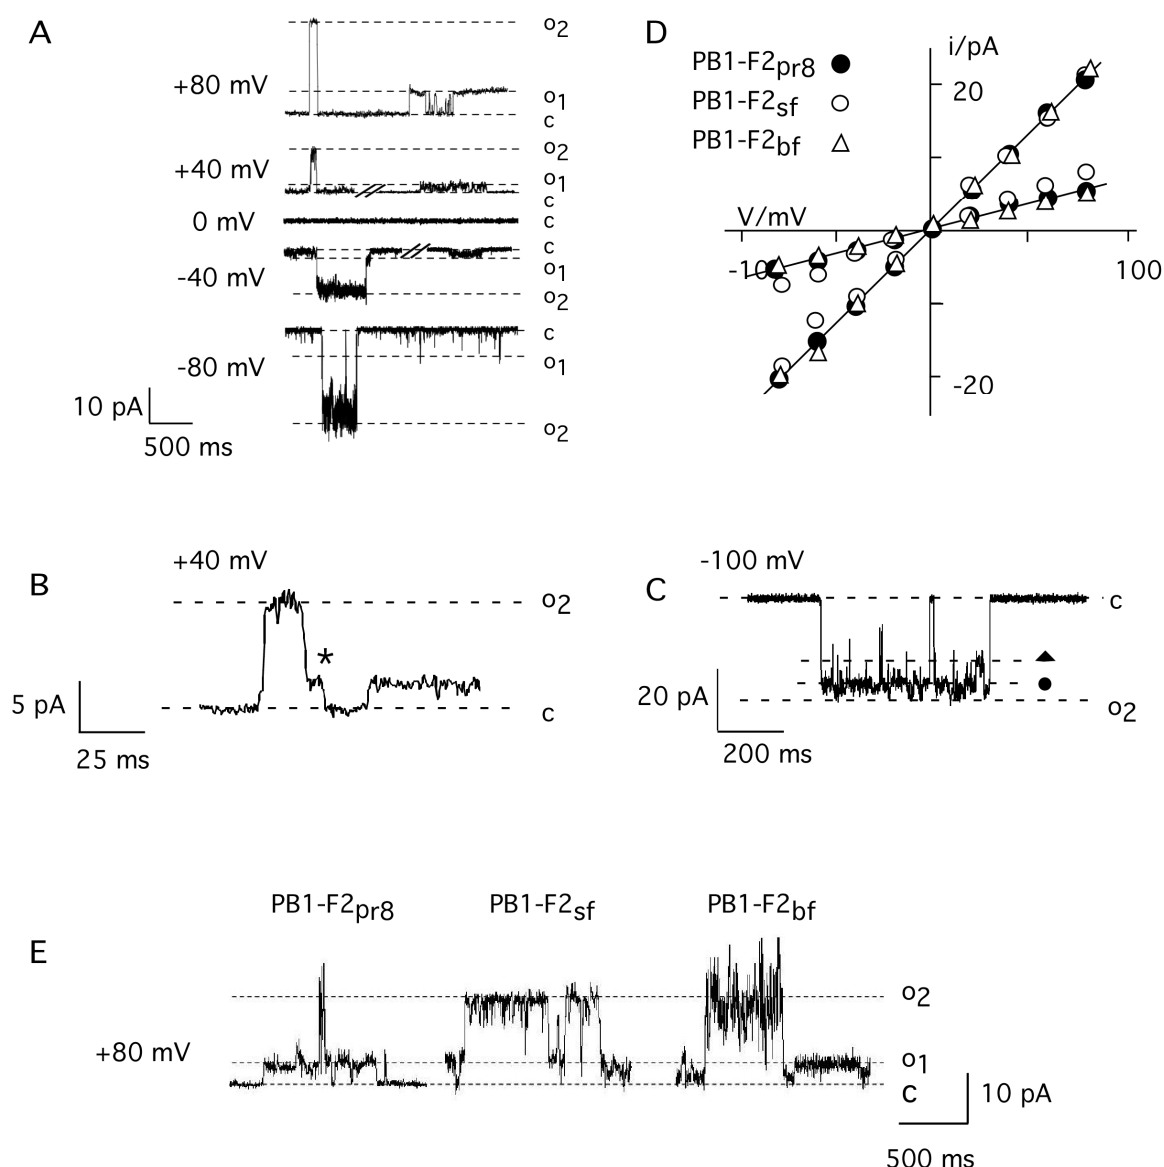 A
+80 mV
o2
o1
c
+40 mV
o2
o1
c
0 mV
c
-40 mV
c
o1
o2
-80 mV
c
o1
o2
10 pA
500 ms
D
PB1-F2pr8
PB1-F2sf
PB1-F2bf
i/pA
20
V/mV
-10
100
-20
B
+40 mV
o2
*
c
5 pA
25 ms
C
-100 mV
c
o2
20 pA
200 ms
E
PB1-F2pr8 PB1-F2sf PB1-F2bf
+80 mV
o2
o1
c
10 pA
500 ms